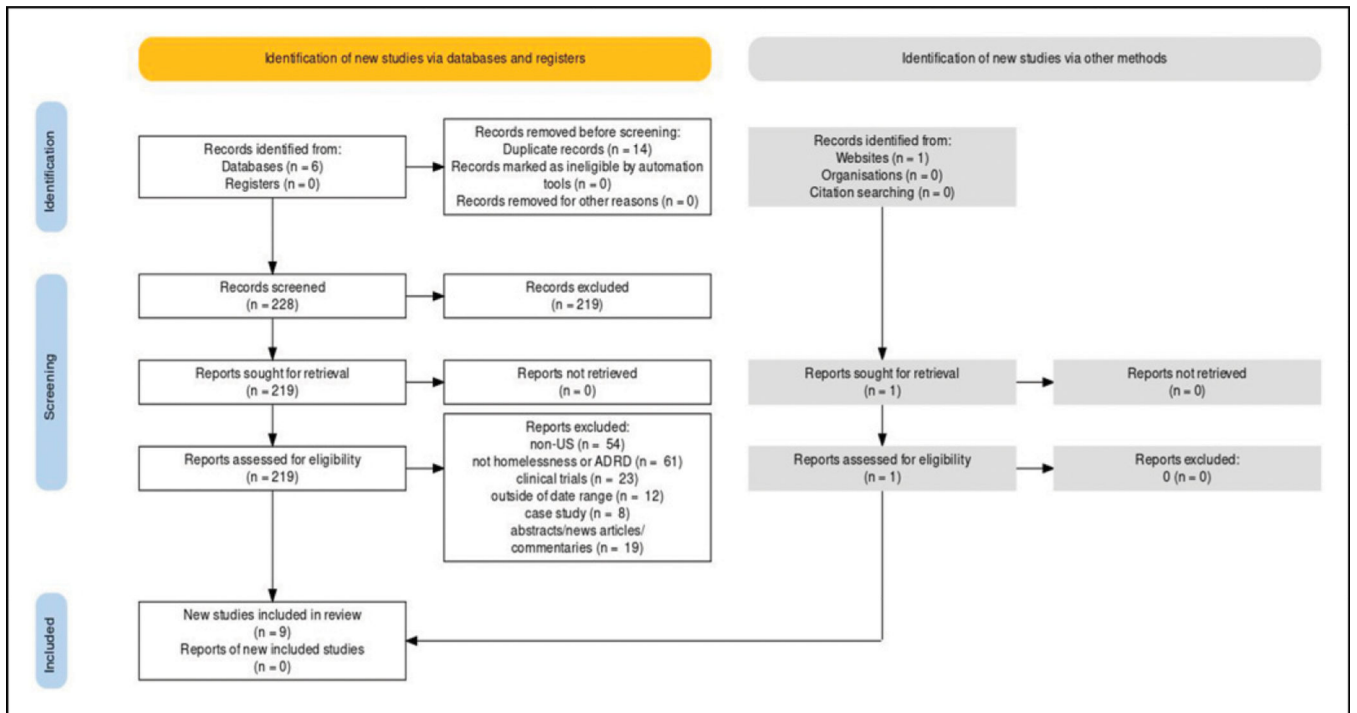 Identification of new studies via databases and registers
Identification of new studies via other methods
Identification
Records identified from:
Databases (n = 6)
Registers (n = 0)
Records removed before screening:
Duplicate records (n = 14)
Records marked as ineligible by automation
tools (n = 0)
Records removed for other reasons (n = 0)
Records identified from:
Websites (n = 1)
Organisations (n = 0)
Citation searching (n = 0)
Screening
Records screened
(n = 228)
Records excluded
(n = 219)
Reports sought for retrieval
(n = 219)
Reports not retrieved
(n = 0)
Reports sought for retrieval
(n = 1)
Reports not retrieved
(n = 0)
Reports assessed for eligibility
(n = 219)
Reports excluded:
non-US (n = 54)
not homelessness or ADRD (n = 61)
clinical trials (n = 23)
outside of date range (n = 12)
case study (n = 8)
abstracts/news articles/
commentaries (n = 19)
Reports assessed for eligibility
(n = 1)
Reports excluded:
0 (n = 0)
Included
New studies included in review
(n = 9)
Reports of new included studies
(n = 0)